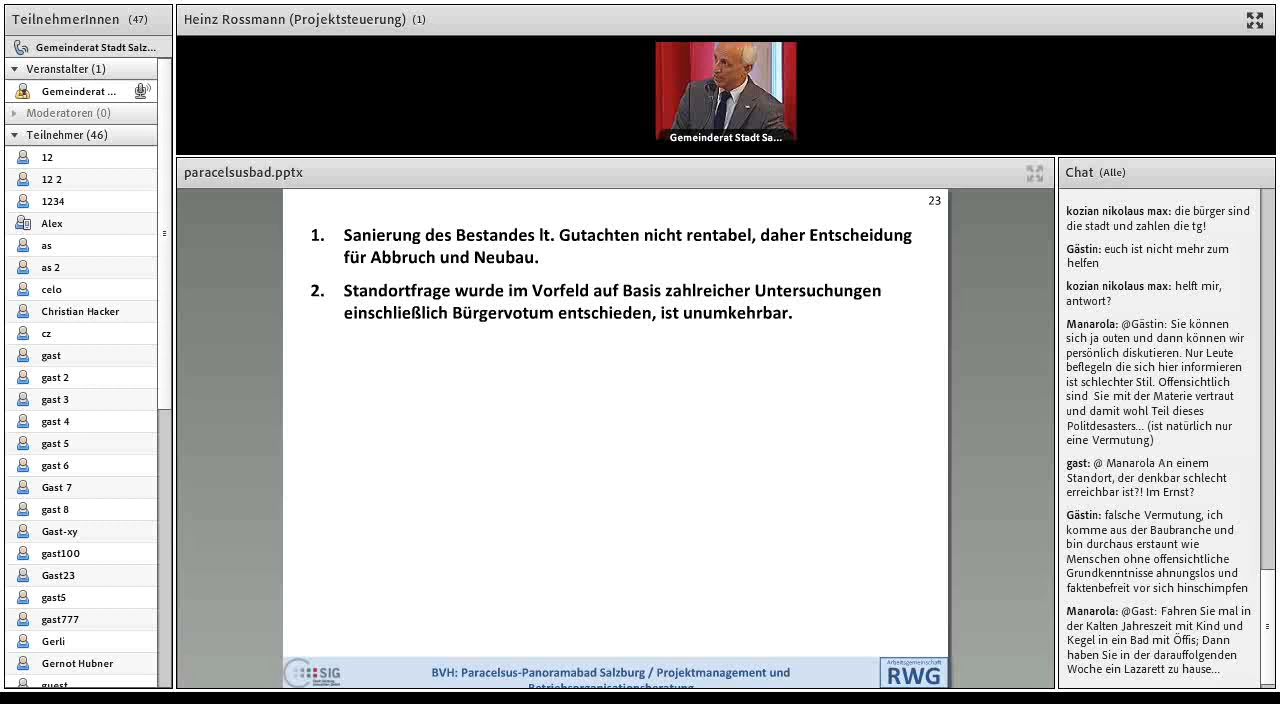 TeilnehmerInnen (47)
Gemeinderat Stadt Salz...
Veranstalter (1)
Gemeinderat ...
Moderatoren (0)
Teilnehmer (46)
12
12 2
1234
Alex
as
as 2
celo
Christian Hacker
cz
gast
gast 2
gast 3
gast 4
gast 5
gast 6
Gast 7
gast 8
Gast-xy
gast100
Gast23
gast5
gast777
Gerli
Gernot Hubner
guest
Heinz Rossmann (Projektsteuerung) (1)
Gemeinderat Stadt Sa...
paracelsusbad.pptx
23
1. Sanierung des Bestandes lt. Gutachten nicht rentabel, daher Entscheidung
für Abbruch und Neubau.
2. Standortfrage wurde im Vorfeld auf Basis zahlreicher Untersuchungen
einschließlich Bürgervotum entschieden, ist unumkehrbar.
SIG
BVH: Paracelsus-Panoramabad Salzburg / Projektmanagement und
Betriebsorganisationsberatung
Arbeitsgemeinschaft
RWG
Chat (Alle)
kozian nikolaus max: die bürger sind
die stadt und zahlen die tg!
Gästin: euch ist nicht mehr zum
helfen
kozian nikolaus max: helft mir,
antwort?
Manarola: @Gästin: Sie können
sich ja outen und dann können wir
persönlich diskutieren. Nur Leute
beflegeln die sich hier informieren
ist schlechter Stil. Offensichtlich
sind Sie mit der Materie vertraut
und damit wohl Teil dieses
Politdesasters... (ist natürlich nur
eine Vermutung)
gast: @ Manarola An einem
Standort, der denkbar schlecht
erreichbar ist?! Im Ernst?
Gästin: falsche Vermutung, ich
komme aus der Baubranche und
bin durchaus erstaunt wie
Menschen ohne offensichtliche
Grundkenntnisse ahnungslos und
faktenbefreit vor sich hinschimpfen
Manarola: @Gast: Fahren Sie mal in
der Kalten Jahreszeit mit Kind und
Kegel in ein Bad mit Öffis; Dann
haben Sie in der darauffolgenden
Woche ein Lazarett zu hause...